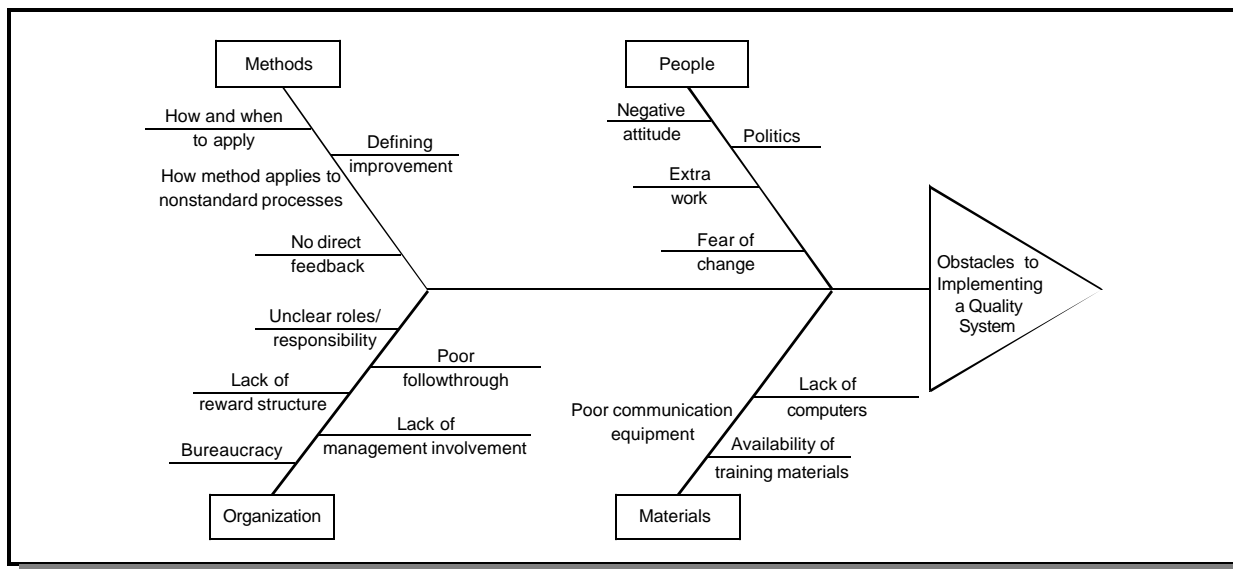 Methods
People
How and when
to apply
Defining
improvement
How method applies to
nonstandard processes
No direct
feedback
Negative
attitude
Politics
Extra
work
Fear of
change
Obstacles to
Implementing
a Quality
System
Unclear roles/
responsibility
Poor
followthrough
Lack of
reward structure
Lack of
management involvement
Bureaucracy
Organization
Lack of
computers
Poor communication
equipment
Availability of
training materials
Materials